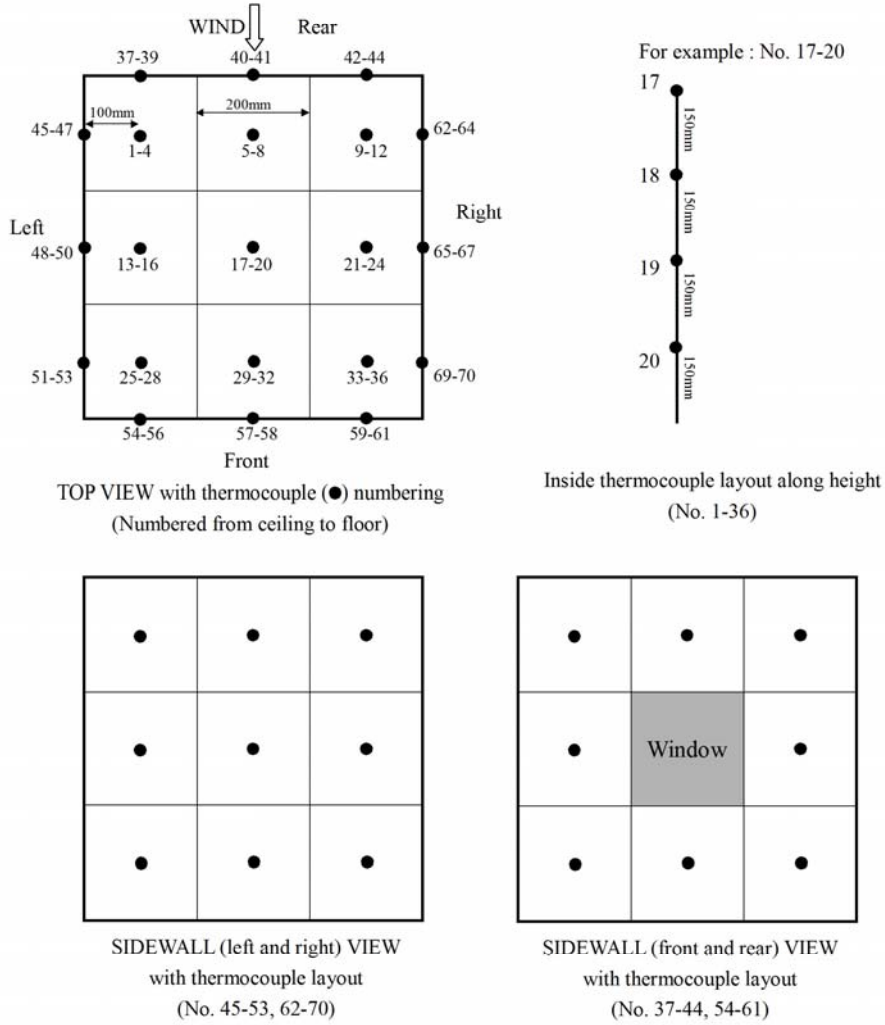 WIND Rear
37-39 40-41 42-44
100mm 200mm
45-47 62-64
1-4 5-8 9-12
Left Right
48-50 65-67
13-16 17-20 21-24
51-53 69-70
25-28 29-32 33-36
54-56 57-58 59-61
Front
TOP VIEW with thermocouple (●) numbering
(Numbered from ceiling to floor)
For example : No. 17-20
17
150mm
18
150mm
19
150mm
20
150mm
Inside thermocouple layout along height
(No. 1-36)
SIDEWALL (left and right) VIEW
with thermocouple layout
(No. 45-53, 62-70)
Window
SIDEWALL (front and rear) VIEW
with thermocouple layout
(No. 37-44, 54-61)